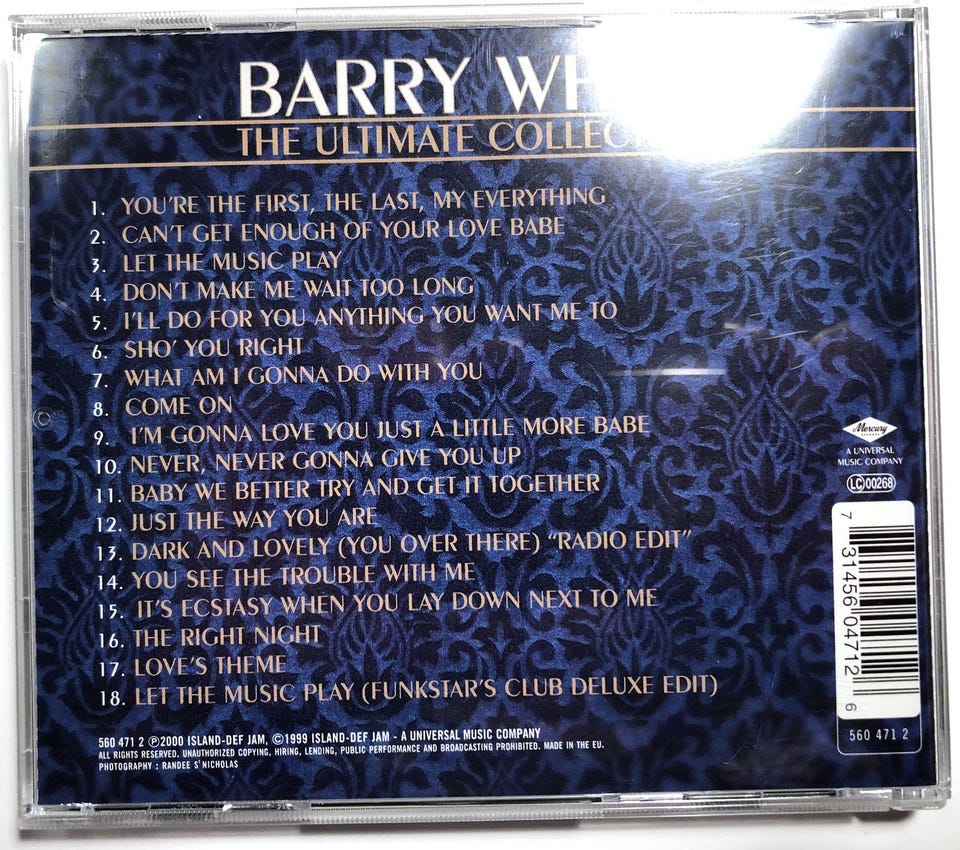 BARRY WH
THE ULTIMATE COLLEC
1. YOU'RE THE FIRST, THE LAST, MY EVERYTHING
2. CAN'T GET ENOUGH OF YOUR LOVE BABE
3. LET THE MUSIC PLAY
4. DON'T MAKE ME WAIT TOO LONG
5. I'LL DO FOR YOU ANYTHING YOU WANT ME TO
6. SHO' YOU RIGHT
7. WHAT AM I GONNA DO WITH YOU
8. COME ON
9. I'M GONNA LOVE YOU JUST A LITTLE MORE BABE
10. NEVER, NEVER GONNA GIVE YOU UP
11. BABY WE BETTER TRY AND GET IT TOGETHER
12. JUST THE WAY YOU ARE
13. DARK AND LOVELY (YOU OVER THERE) "RADIO EDIT"
14. YOU SEE THE TROUBLE WITH ME
15. IT'S ECSTASY WHEN YOU LAY DOWN NEXT TO ME
16. THE RIGHT NIGHT
17. LOVE'S THEME
18. LET THE MUSIC PLAY (FUNKSTAR'S CLUB DELUXE EDIT)
560 471 2 ℗2000 ISLAND-DEF JAM, ©1999 ISLAND-DEF JAM - A UNIVERSAL MUSIC COMPANY
ALL RIGHTS RESERVED. UNAUTHORIZED COPYING, HIRING, LENDING, PUBLIC PERFORMANCE AND BROADCASTING PROHIBITED. MADE IN THE EU.
PHOTOGRAPHY : RANDEE S'NICHOLAS
Mercury
RECORDS
A UNIVERSAL
MUSIC COMPANY
LC 00268
7 31456 04712 6
560 471 2